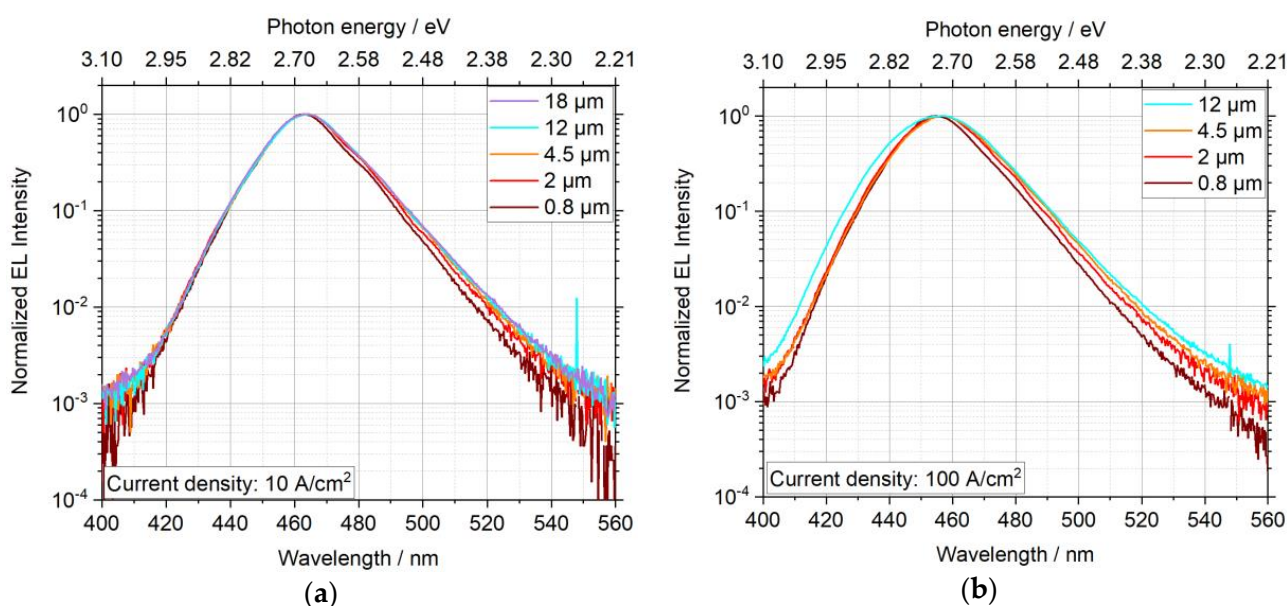 Photon energy / eV
3.10 2.95 2.82 2.70 2.58 2.48 2.38 2.30 2.21
18 µm
12 µm
4.5 µm
2 µm
0.8 µm
10⁰
10⁻¹
10⁻²
10⁻³
10⁻⁴
Normalized EL Intensity
Current density: 10 A/cm²
400 420 440 460 480 500 520 540 560
Wavelength / nm
(a)
Photon energy / eV
3.10 2.95 2.82 2.70 2.58 2.48 2.38 2.30 2.21
12 µm
4.5 µm
2 µm
0.8 µm
10⁰
10⁻¹
10⁻²
10⁻³
10⁻⁴
Normalized EL Intensity
Current density: 100 A/cm²
400 420 440 460 480 500 520 540 560
Wavelength / nm
(b)